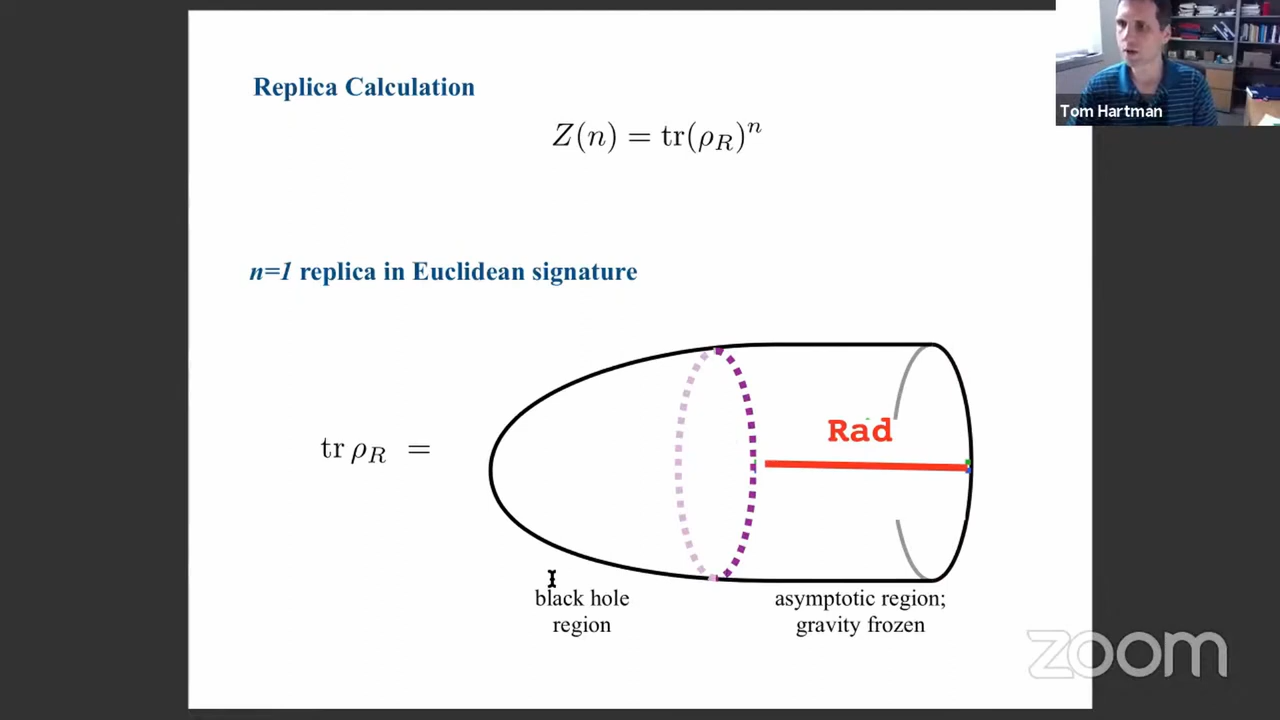 Replica Calculation
Z(n) = tr(ρ_R)^n
Tom Hartman
n=1 replica in Euclidean signature
tr ρ_R =
Rad
black hole
region
asymptotic region;
gravity frozen
zoom